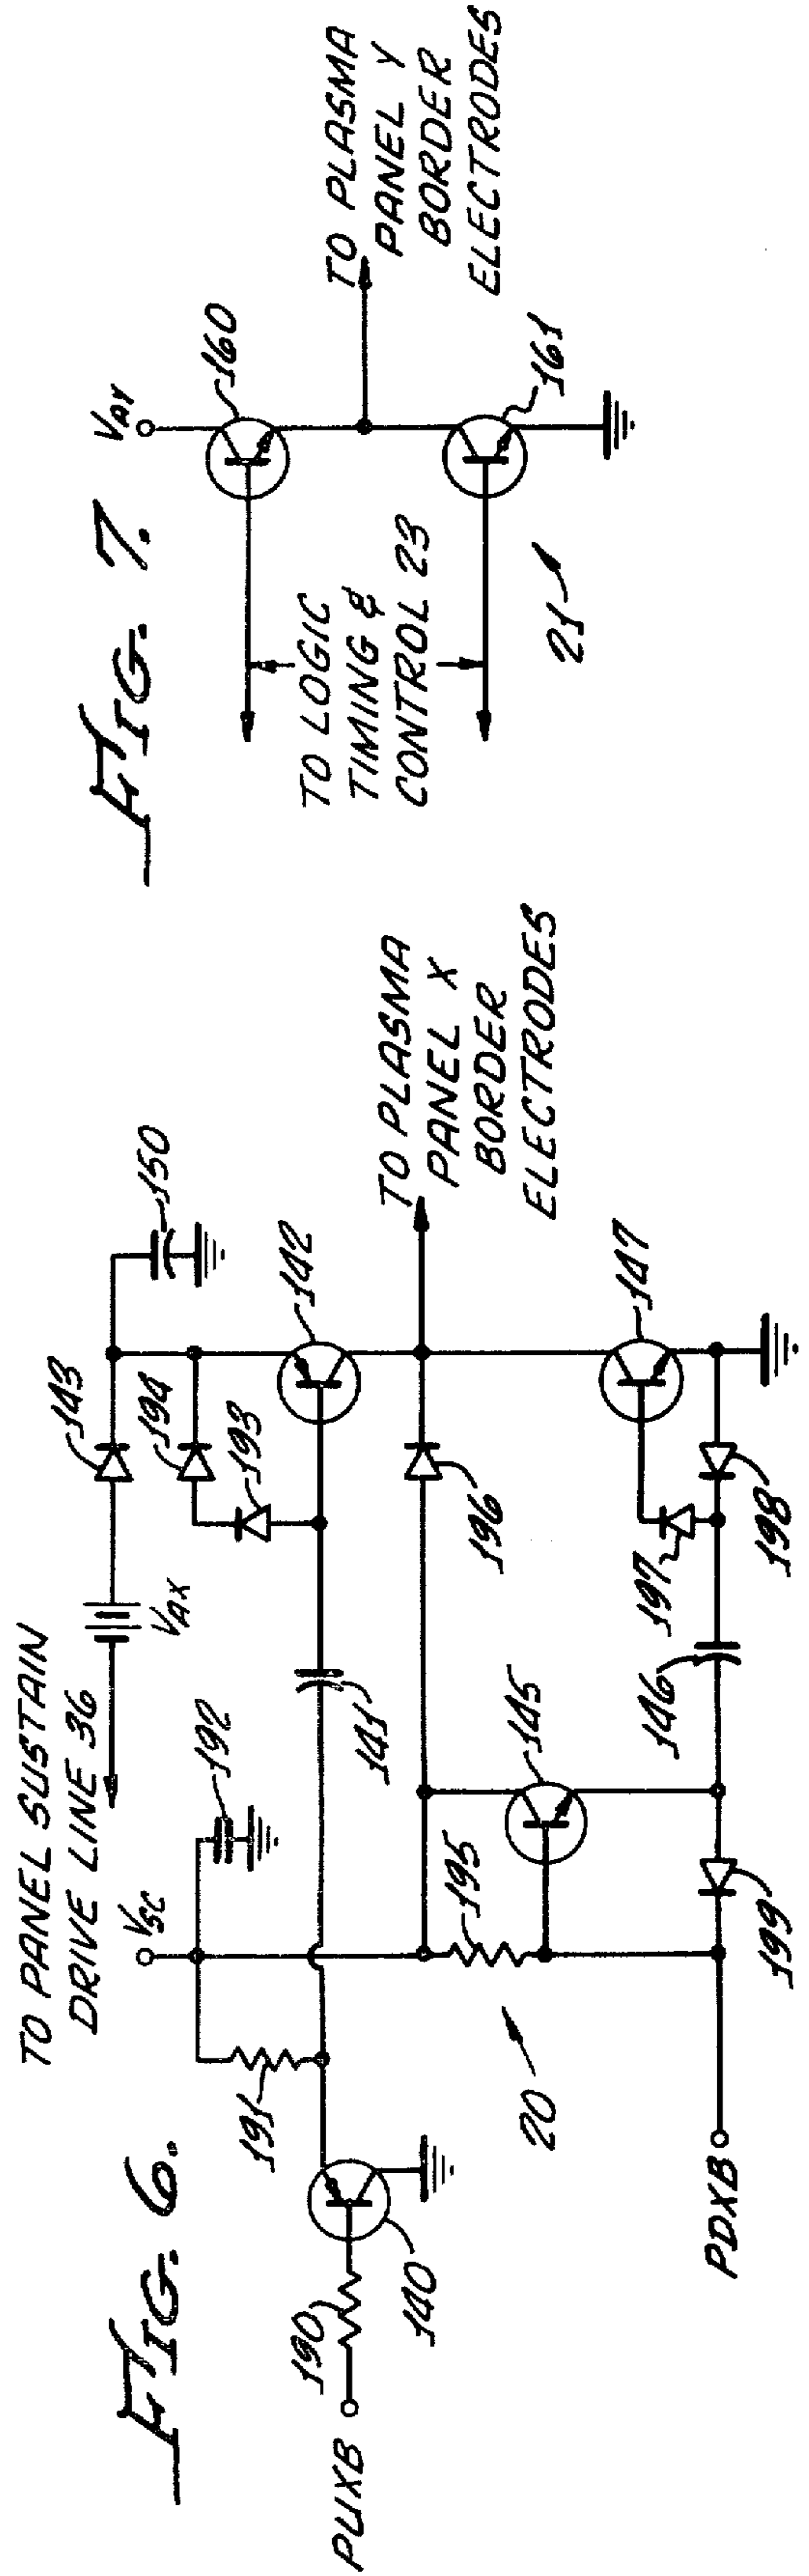 FIG. 6.
TO PANEL SUSTAIN
DRIVE LINE 36
VSC
VAX
PUXB
190
140
191
192
141
143
194
193
150
142
TO PLASMA
PANEL X
BORDER
ELECTRODES
20
195
145
196
146
197
147
198
199
PDXB
FIG. 7.
VAY
160
TO LOGIC
TIMING &
CONTROL 23
TO PLASMA
PANEL Y
BORDER
ELECTRODES
161
21